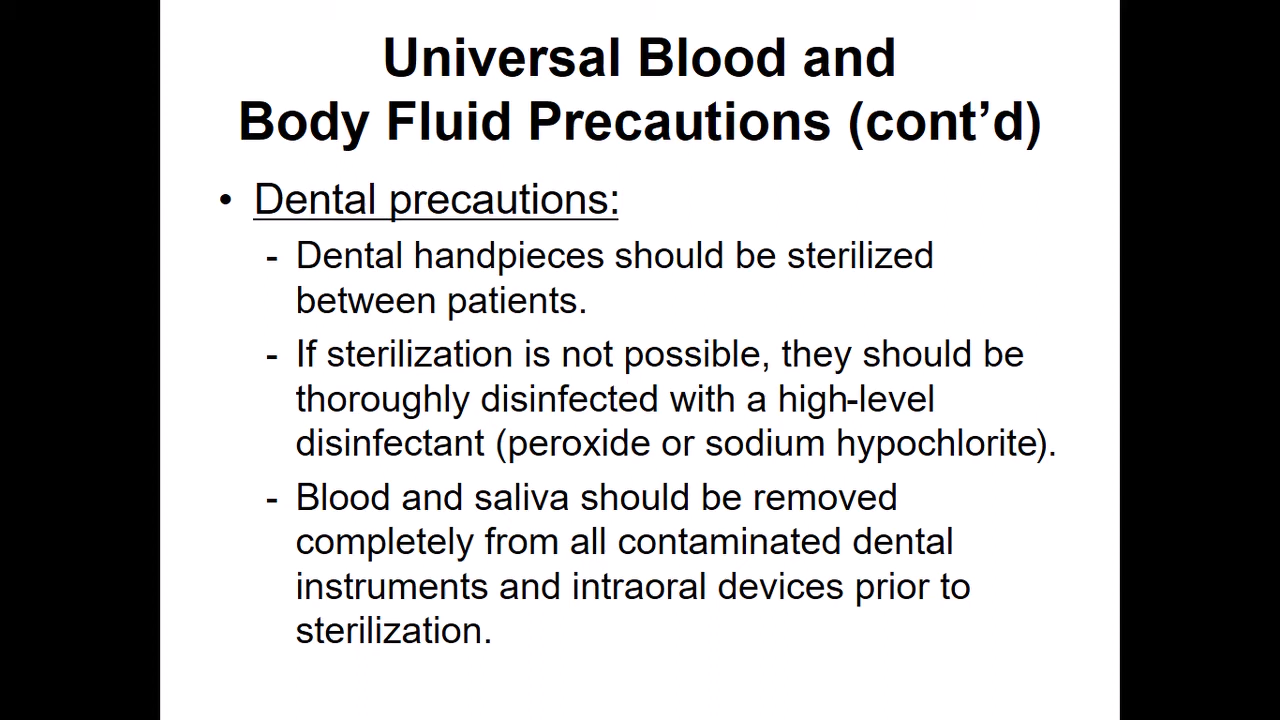 Universal Blood and
Body Fluid Precautions (cont’d)
• Dental precautions:
- Dental handpieces should be sterilized
between patients.
- If sterilization is not possible, they should be
thoroughly disinfected with a high-level
disinfectant (peroxide or sodium hypochlorite).
- Blood and saliva should be removed
completely from all contaminated dental
instruments and intraoral devices prior to
sterilization.